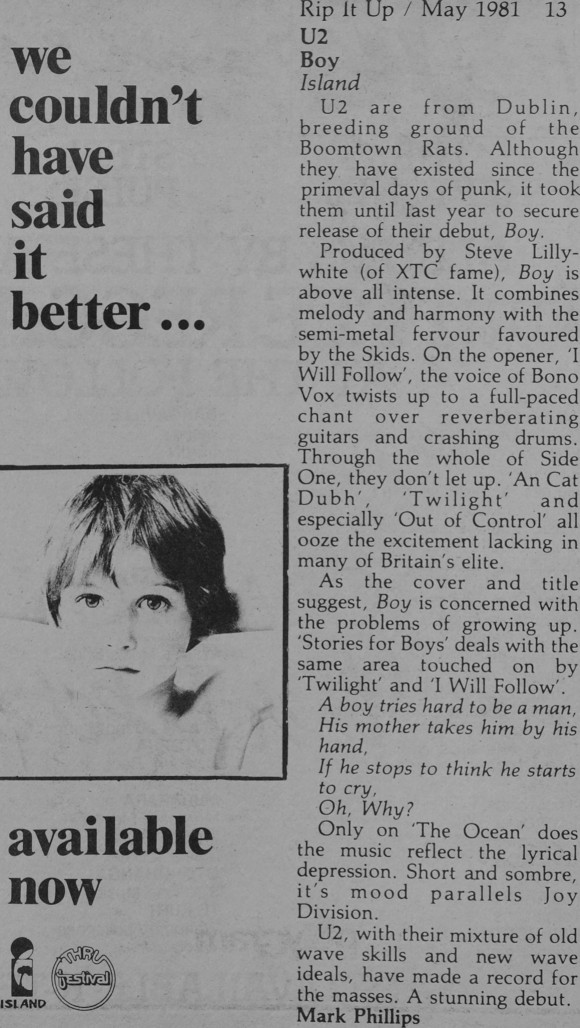 Rip It Up / May 1981 13
we
couldn't
have
said
it
better ...
available
now
ISLAND
THRU
festival
U2
Boy
Island
U2 are from Dublin,
breeding ground of the
Boomtown Rats. Although
they have existed since the
primeval days of punk, it took
them until last year to secure
release of their debut, Boy.
Produced by Steve Lilly-
white (of XTC fame), Boy is
above all intense. It combines
melody and harmony with the
semi-metal fervour favoured
by the Skids. On the opener, 'I
Will Follow', the voice of Bono
Vox twists up to a full-paced
chant over reverberating
guitars and crashing drums.
Through the whole of Side
One, they don't let up. 'An Cat
Dubh', 'Twilight' and
especially 'Out of Control' all
ooze the excitement lacking in
many of Britain's elite.
As the cover and title
suggest, Boy is concerned with
the problems of growing up.
'Stories for Boys' deals with the
same area touched on by
'Twilight' and 'I Will Follow'.
A boy tries hard to be a man,
His mother takes him by his
hand,
If he stops to think he starts
to cry,
Oh, Why?
Only on 'The Ocean' does
the music reflect the lyrical
depression. Short and sombre,
it's mood parallels Joy
Division.
U2, with their mixture of old
wave skills and new wave
ideals, have made a record for
the masses. A stunning debut.
Mark Phillips